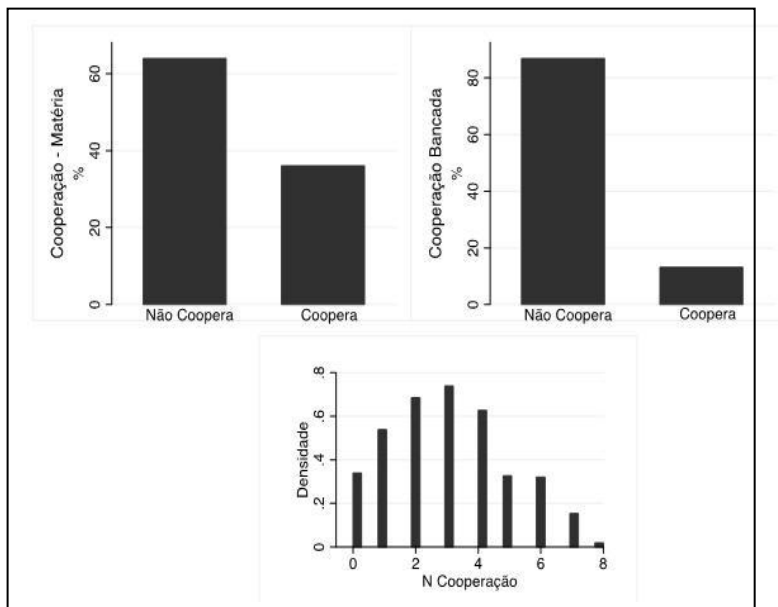 Cooperação - Matéria
%
60
40
20
0
Não Coopera
Coopera
Cooperação Bancada
%
80
60
40
20
0
Não Coopera
Coopera
Densidade
.8
.6
.4
.2
0
0 2 4 6 8
N Cooperação